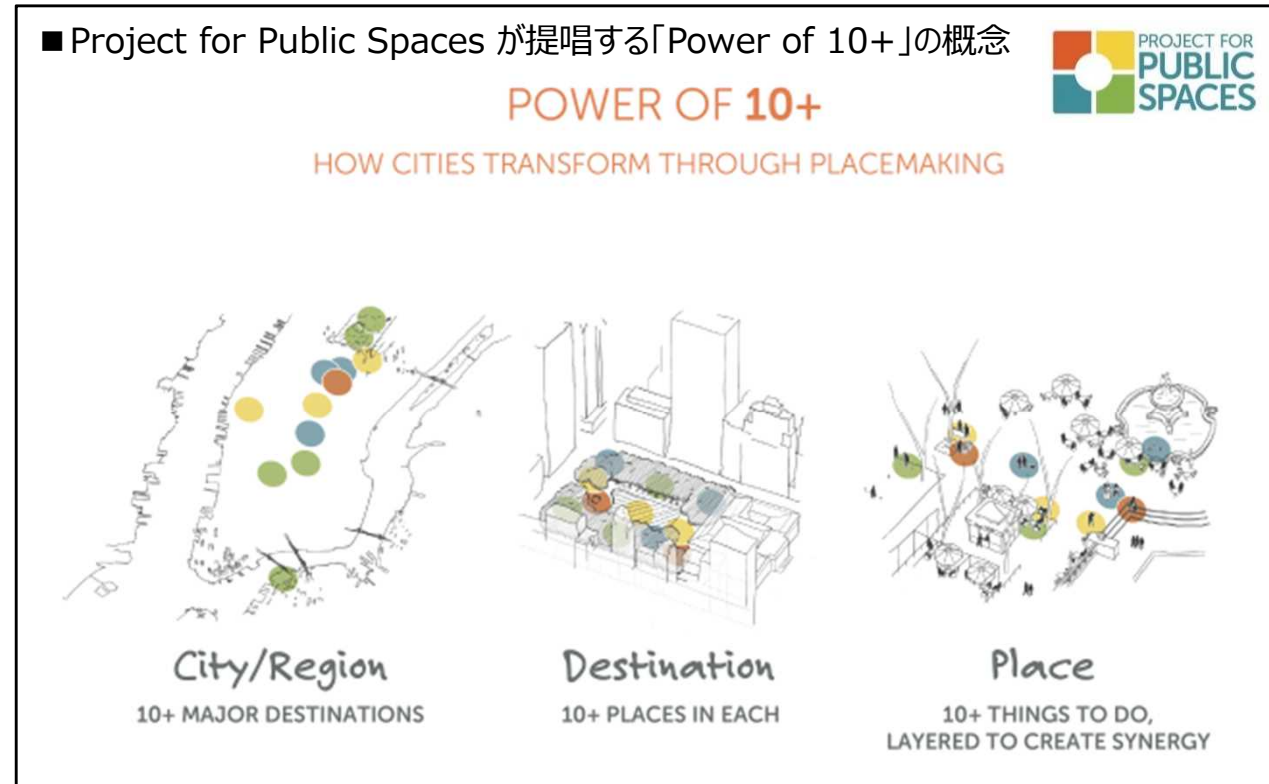 ■Project for Public Spaces が提唱する「Power of 10+」の概念
PROJECT FOR
PUBLIC
SPACES
POWER OF 10+
HOW CITIES TRANSFORM THROUGH PLACEMAKING
City/Region
10+ MAJOR DESTINATIONS
Destination
10+ PLACES IN EACH
Place
10+ THINGS TO DO,
LAYERED TO CREATE SYNERGY